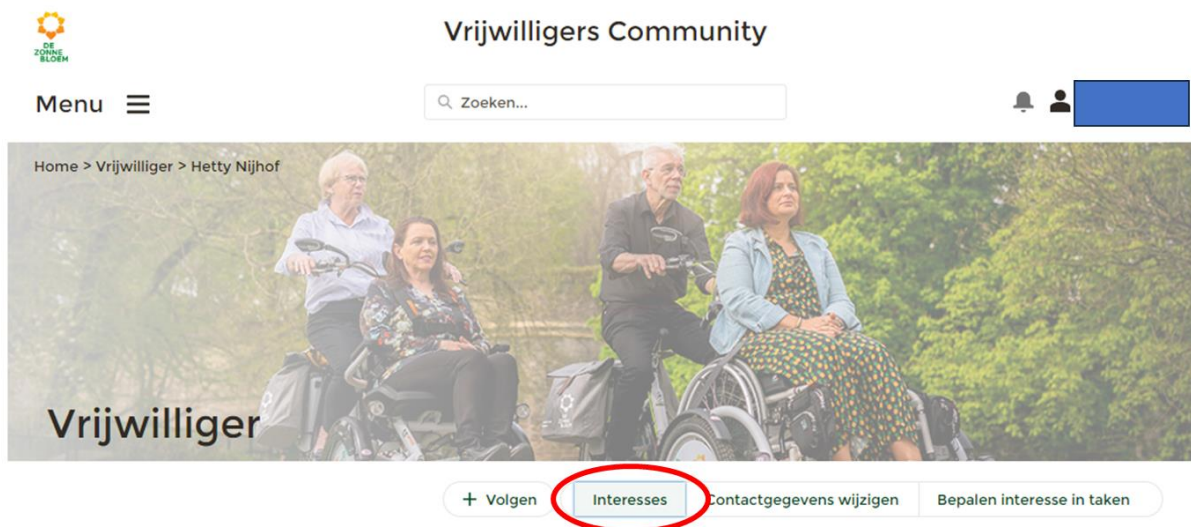 DE
ZONNE
BLOEM
Vrijwilligers Community
Menu
Zoeken...
Home > Vrijwilliger > Hetty Nijhof
Vrijwilliger
+ Volgen Interesses Contactgegevens wijzigen Bepalen interesse in taken